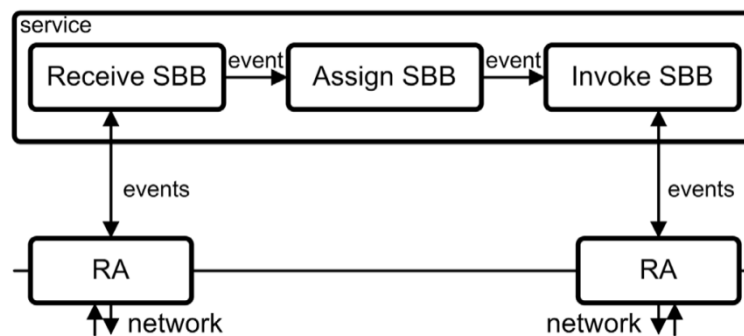 service
Receive SBB
event
Assign SBB
event
Invoke SBB
events
events
RA
RA
network
network